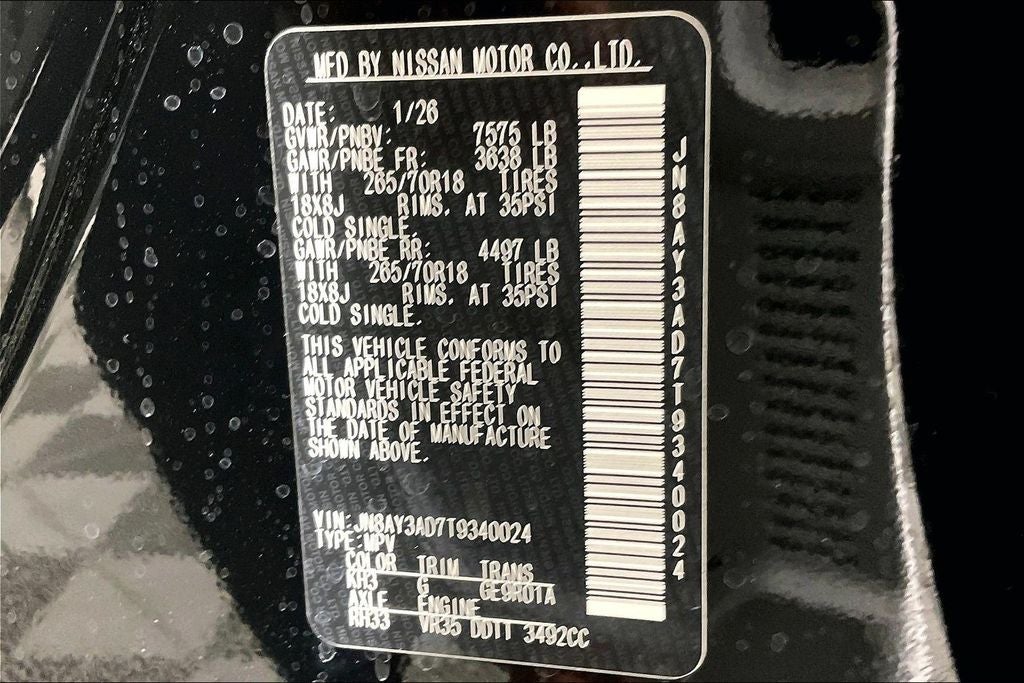 MFD BY NISSAN MOTOR CO.,LTD.
DATE: 1/26
GVWR/PNBV: 7575 LB
GAWR/PNBE FR: 3638 LB
WITH 265/70R18 TIRES
18X8J RIMS, AT 35PSI
COLD SINGLE.
GAWR/PNBE RR: 4497 LB
WITH 265/70R18 TIRES
18X8J RIMS, AT 35PSI
COLD SINGLE.
THIS VEHICLE CONFORMS TO
ALL APPLICABLE FEDERAL
MOTOR VEHICLE SAFETY
STANDARDS IN EFFECT ON
THE DATE OF MANUFACTURE
SHOWN ABOVE.
VIN:JN8AY3AD7T9340024
TYPE:MPV
COLOR TRIM TRANS
KH3 G GE9R01A
AXLE ENGINE
RH33 VR35 DDTT 3492CC
JN8AY3AD7T9340024